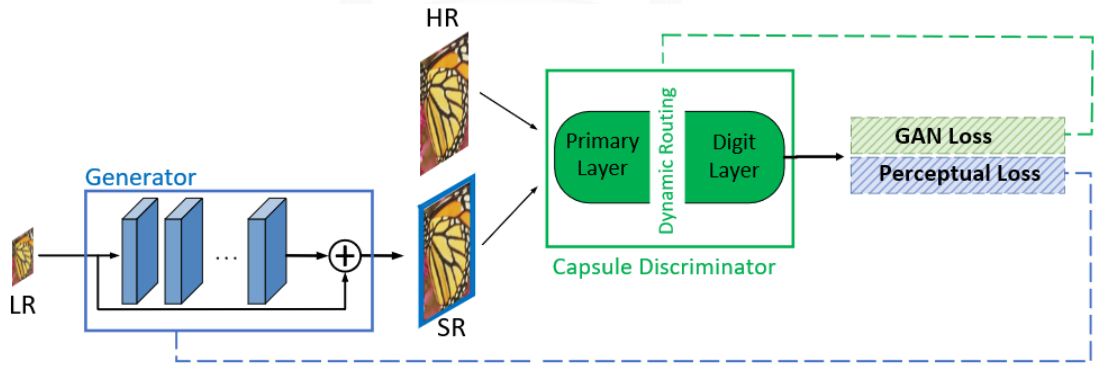 HR
Generator
LR
SR
Primary
Layer
Dynamic Routing
Digit
Layer
Capsule Discriminator
GAN Loss
Perceptual Loss